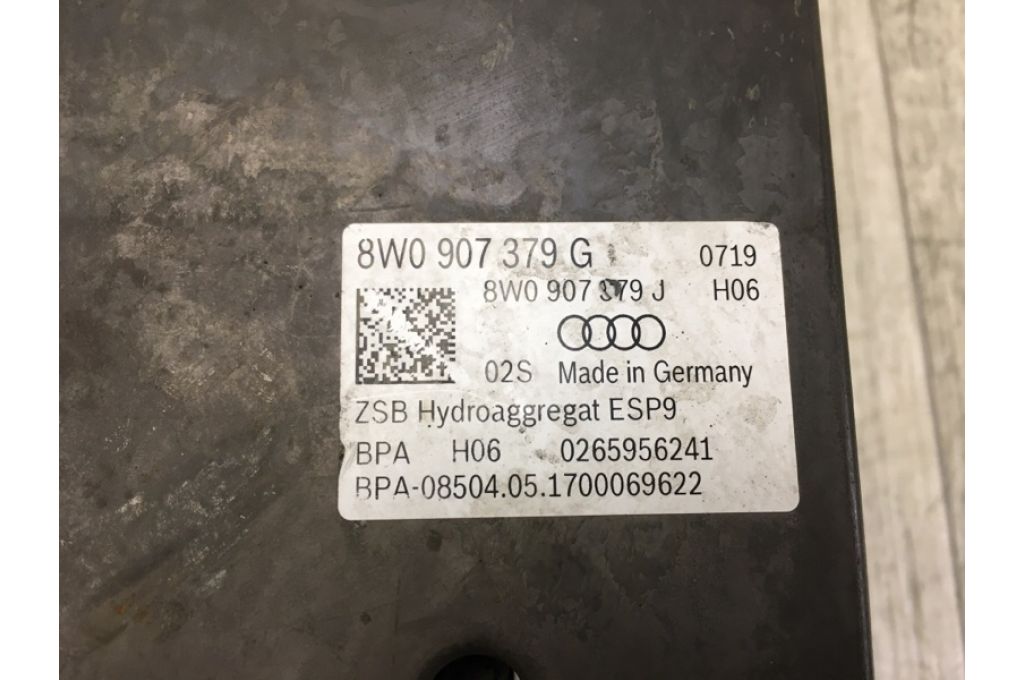 8W0 907 379 G 0719
8W0 907 379 J H06
02S Made in Germany
ZSB Hydroaggregat ESP9
BPA H06 0265956241
BPA-08504.05.1700069622